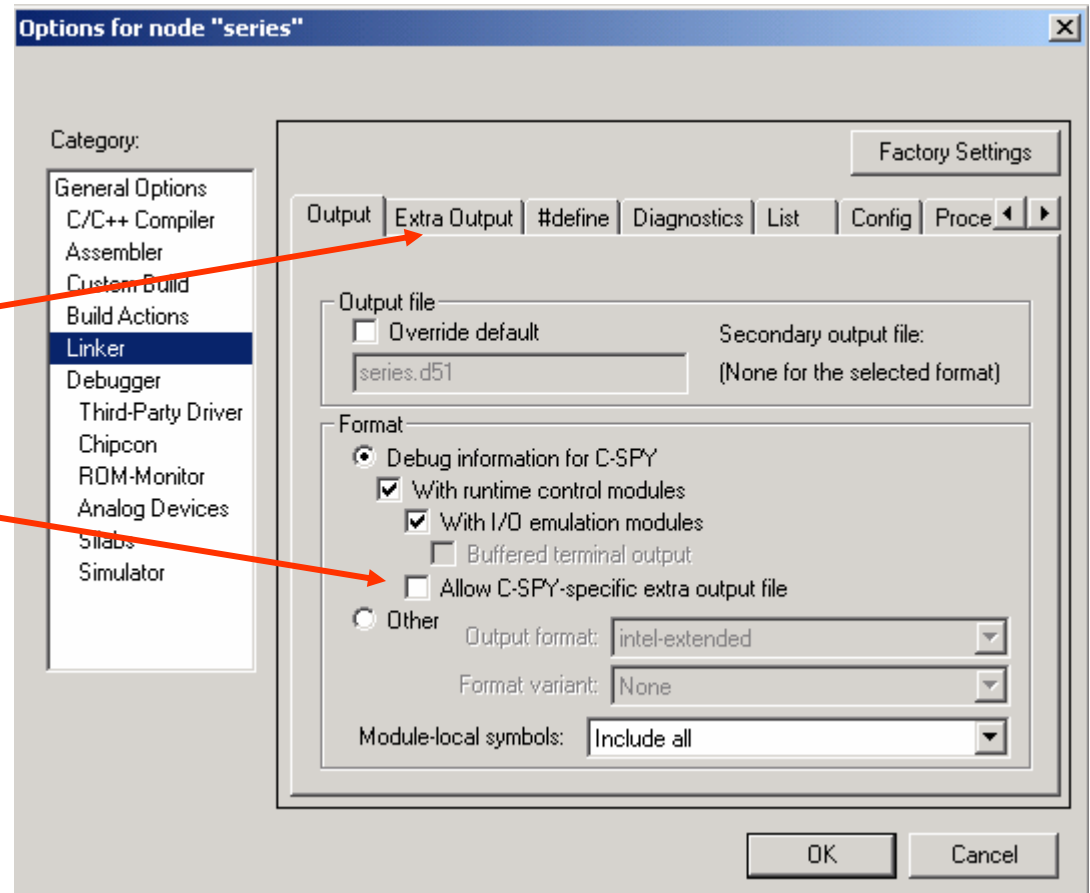 Options for node "series"
Category:
General Options
C/C++ Compiler
Assembler
Custom Build
Build Actions
Linker
Debugger
Third-Party Driver
Chipcon
ROM-Monitor
Analog Devices
Silabs
Simulator
Factory Settings
Output
Extra Output
#define
Diagnostics
List
Config
Proce
Output file
Override default
Secondary output file:
series.d51
(None for the selected format)
Format
Debug information for C-SPY
With runtime control modules
With I/O emulation modules
Buffered terminal output
Allow C-SPY-specific extra output file
Other
Output format:
intel-extended
Format variant:
None
Module-local symbols:
Include all
OK
Cancel